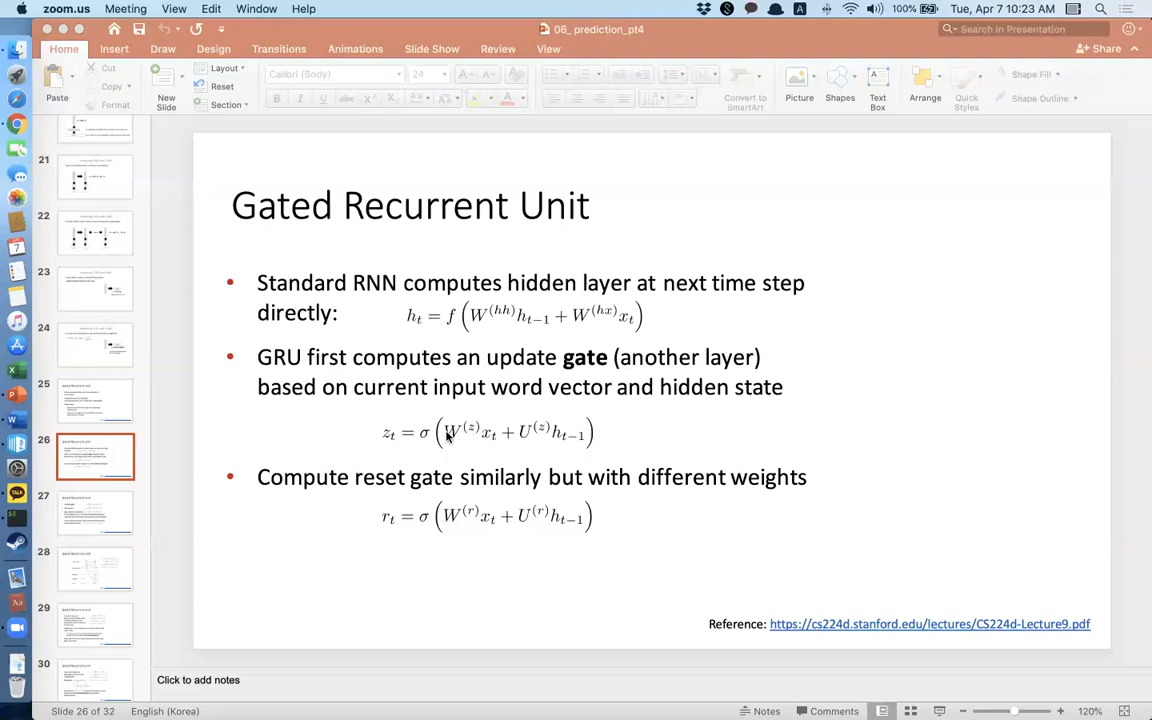 zoom.us Meeting View Edit Window Help 100% Tue, Apr 7 10:23 AM
06_ prediction_pt4 Search in Presentation
Home Insert Draw Design Transitions Animations Slide Show Review View Share
Paste Cut Copy Format New Slide Layout Reset Section Calibri (Body) 24 Convert to SmartArt Picture Shapes Text Box Arrange Quick Styles Shape Fill Shape Outline
21
22
23
24
25
26
27
28
29
30
Gated Recurrent Unit
• Standard RNN computes hidden layer at next time step
directly: h_t = f(W^(hh) h_{t−1} + W^(hx) x_t)
• GRU first computes an update gate (another layer)
based on current input word vector and hidden state
z_t = σ(W^(z) x_t + U^(z) h_{t−1})
• Compute reset gate similarly but with different weights
r_t = σ(W^(r) x_t + U^(r) h_{t−1})
Reference: https://cs224d.stanford.edu/lectures/CS224d-Lecture9.pdf
Click to add notes
Slide 26 of 32 English (Korea) Notes Comments 120%